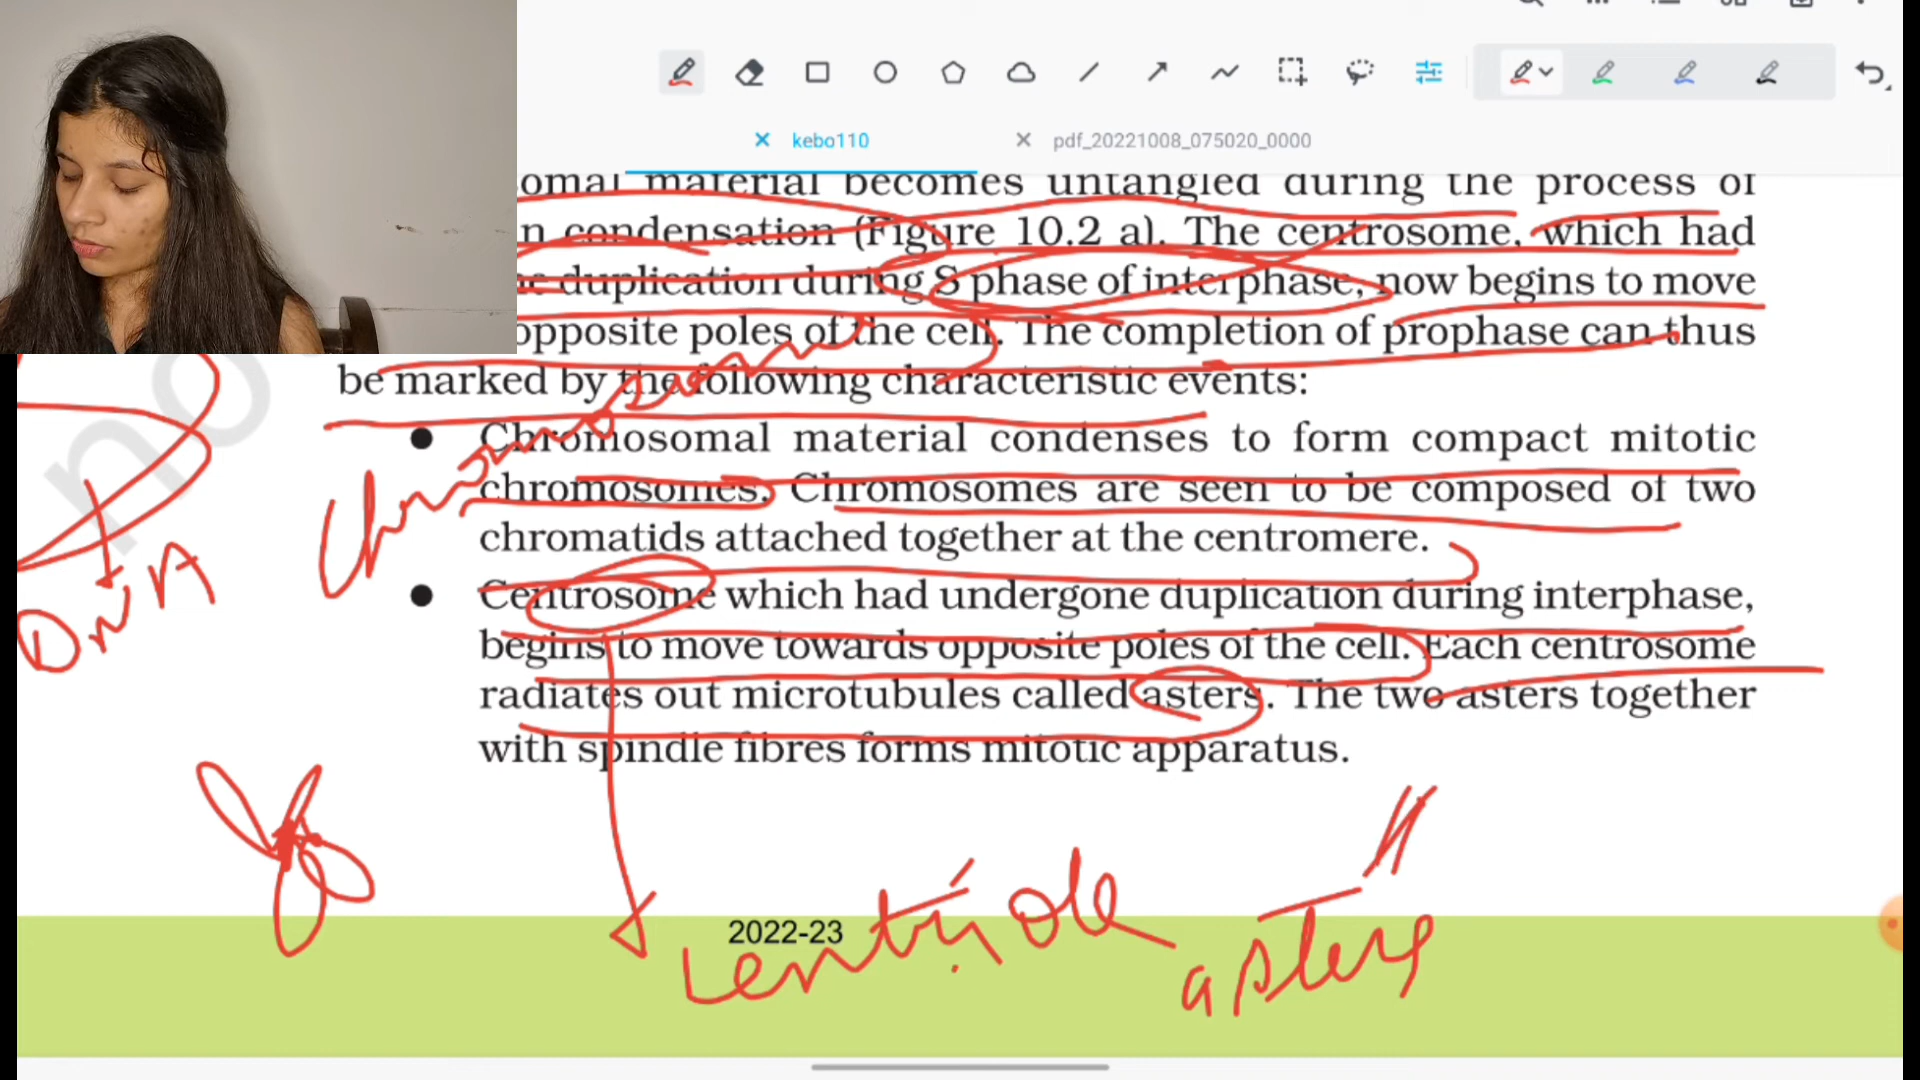 kebo110
pdf_20221008_075020_0000
omal material becomes untangled during the process of
n condensation (Figure 10.2 a). The centrosome, which had
e duplication during S phase of interphase, now begins to move
opposite poles of the cell. The completion of prophase can thus
be marked by the following characteristic events:
● Chromosomal material condenses to form compact mitotic
chromosomes. Chromosomes are seen to be composed of two
chromatids attached together at the centromere.
● Centrosome which had undergone duplication during interphase,
begins to move towards opposite poles of the cell. Each centrosome
radiates out microtubules called asters. The two asters together
with spindle fibres forms mitotic apparatus.
no
DNA
chromosome
2022-23
centriole
asters